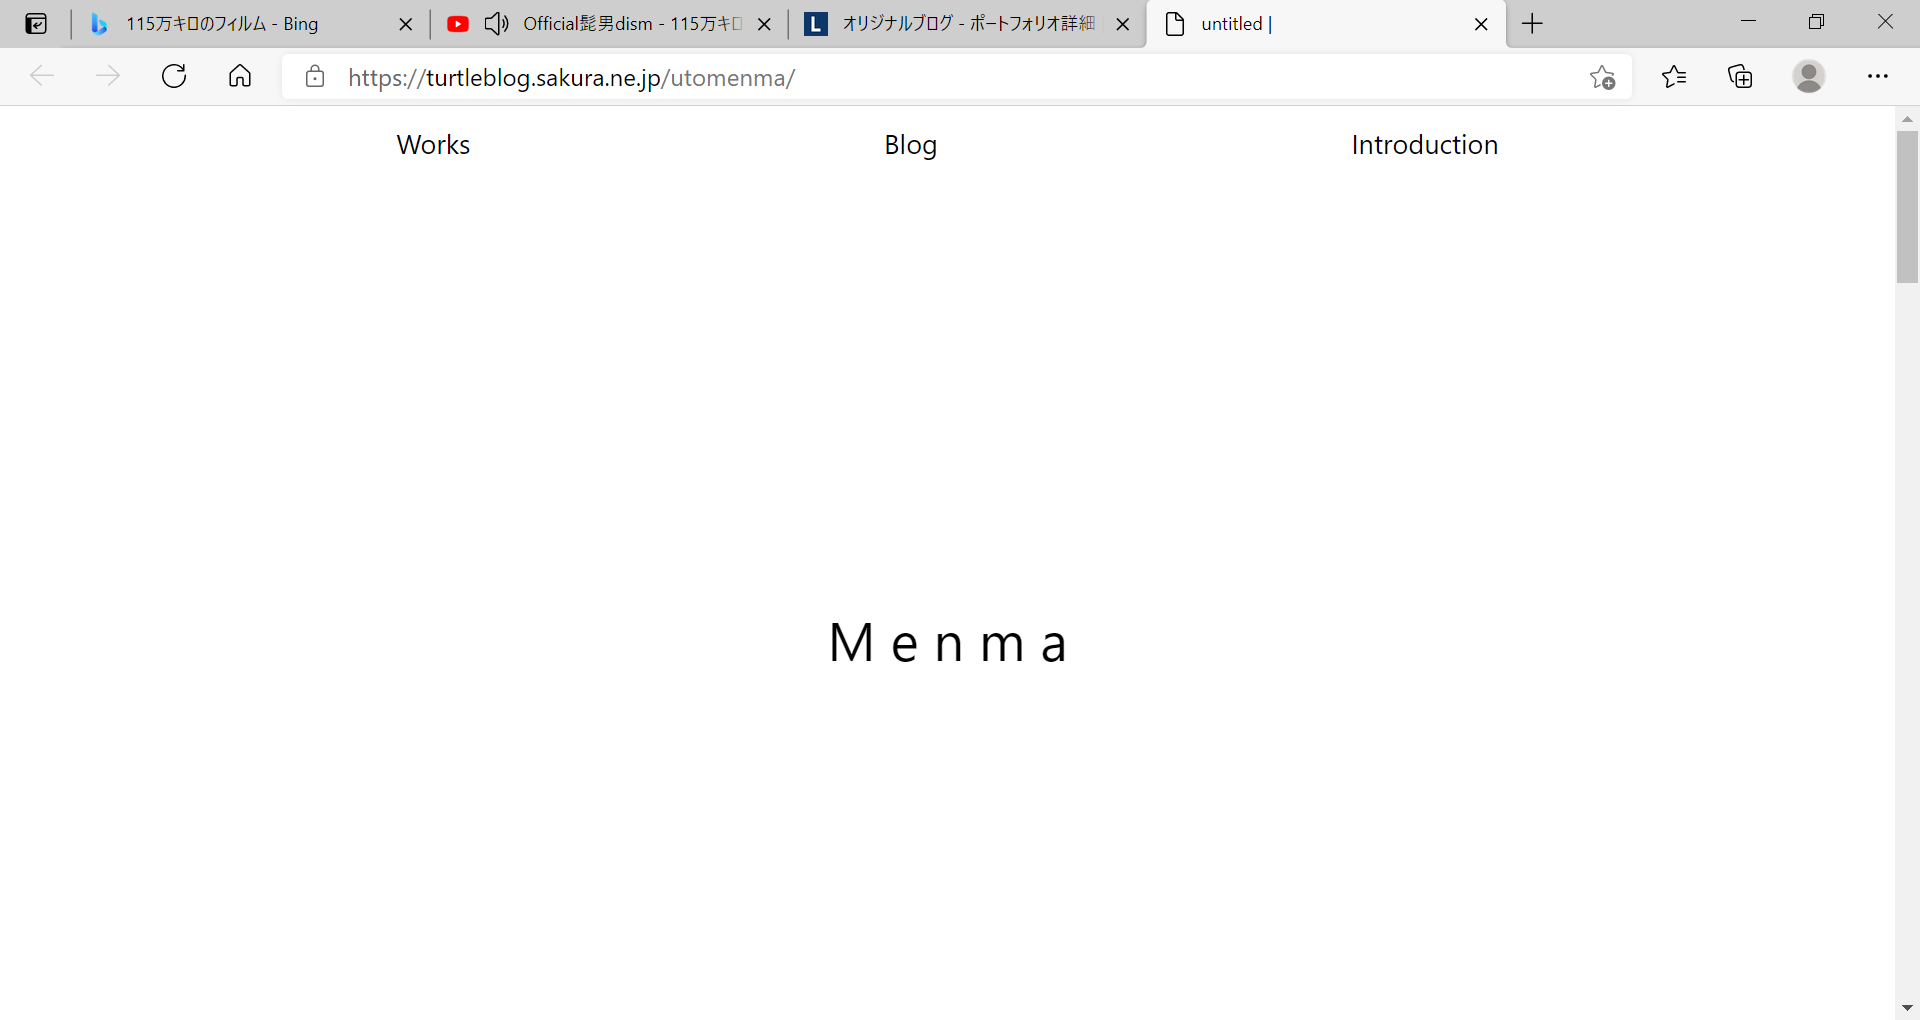 115万キロのフィルム - Bing
Official髭男dism - 115万キロ
L オリジナルブログ - ポートフォリオ詳細
untitled |
https://turtleblog.sakura.ne.jp/utomenma/
Works Blog Introduction
Menma